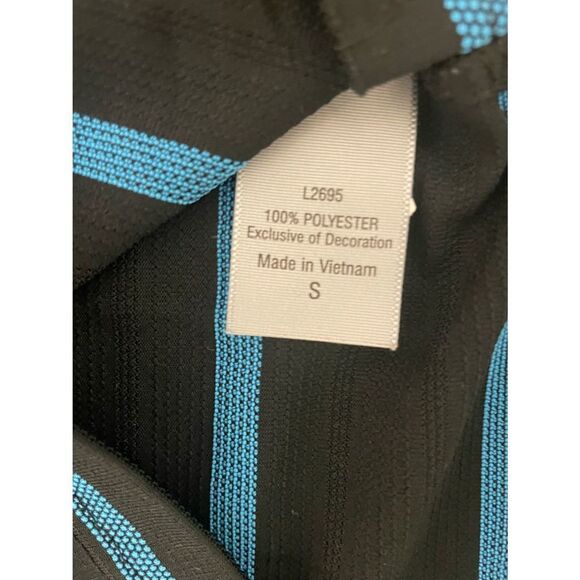 L2695
100% POLYESTER
Exclusive of Decoration
Made in Vietnam
S